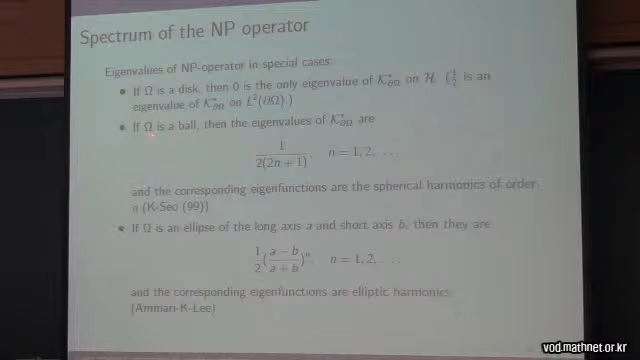 Spectrum of the NP operator
Eigenvalues of NP-operator in special cases:
• If Ω is a disk, then 0 is the only eigenvalue of K*∂Ω on H. (1/2 is an
eigenvalue of K*∂Ω on L²(∂Ω).)
• If Ω is a ball, then the eigenvalues of K*∂Ω are
1/(2(2n + 1)), n = 1, 2, ...
and the corresponding eigenfunctions are the spherical harmonics of order
n (K-Seo (99))
• If Ω is an ellipse of the long axis a and short axis b, then they are
1/2 ((a − b)/(a + b))ⁿ, n = 1, 2, ...
and the corresponding eigenfunctions are elliptic harmonics
(Ammari-K-Lee)
vod.mathnet.or.kr